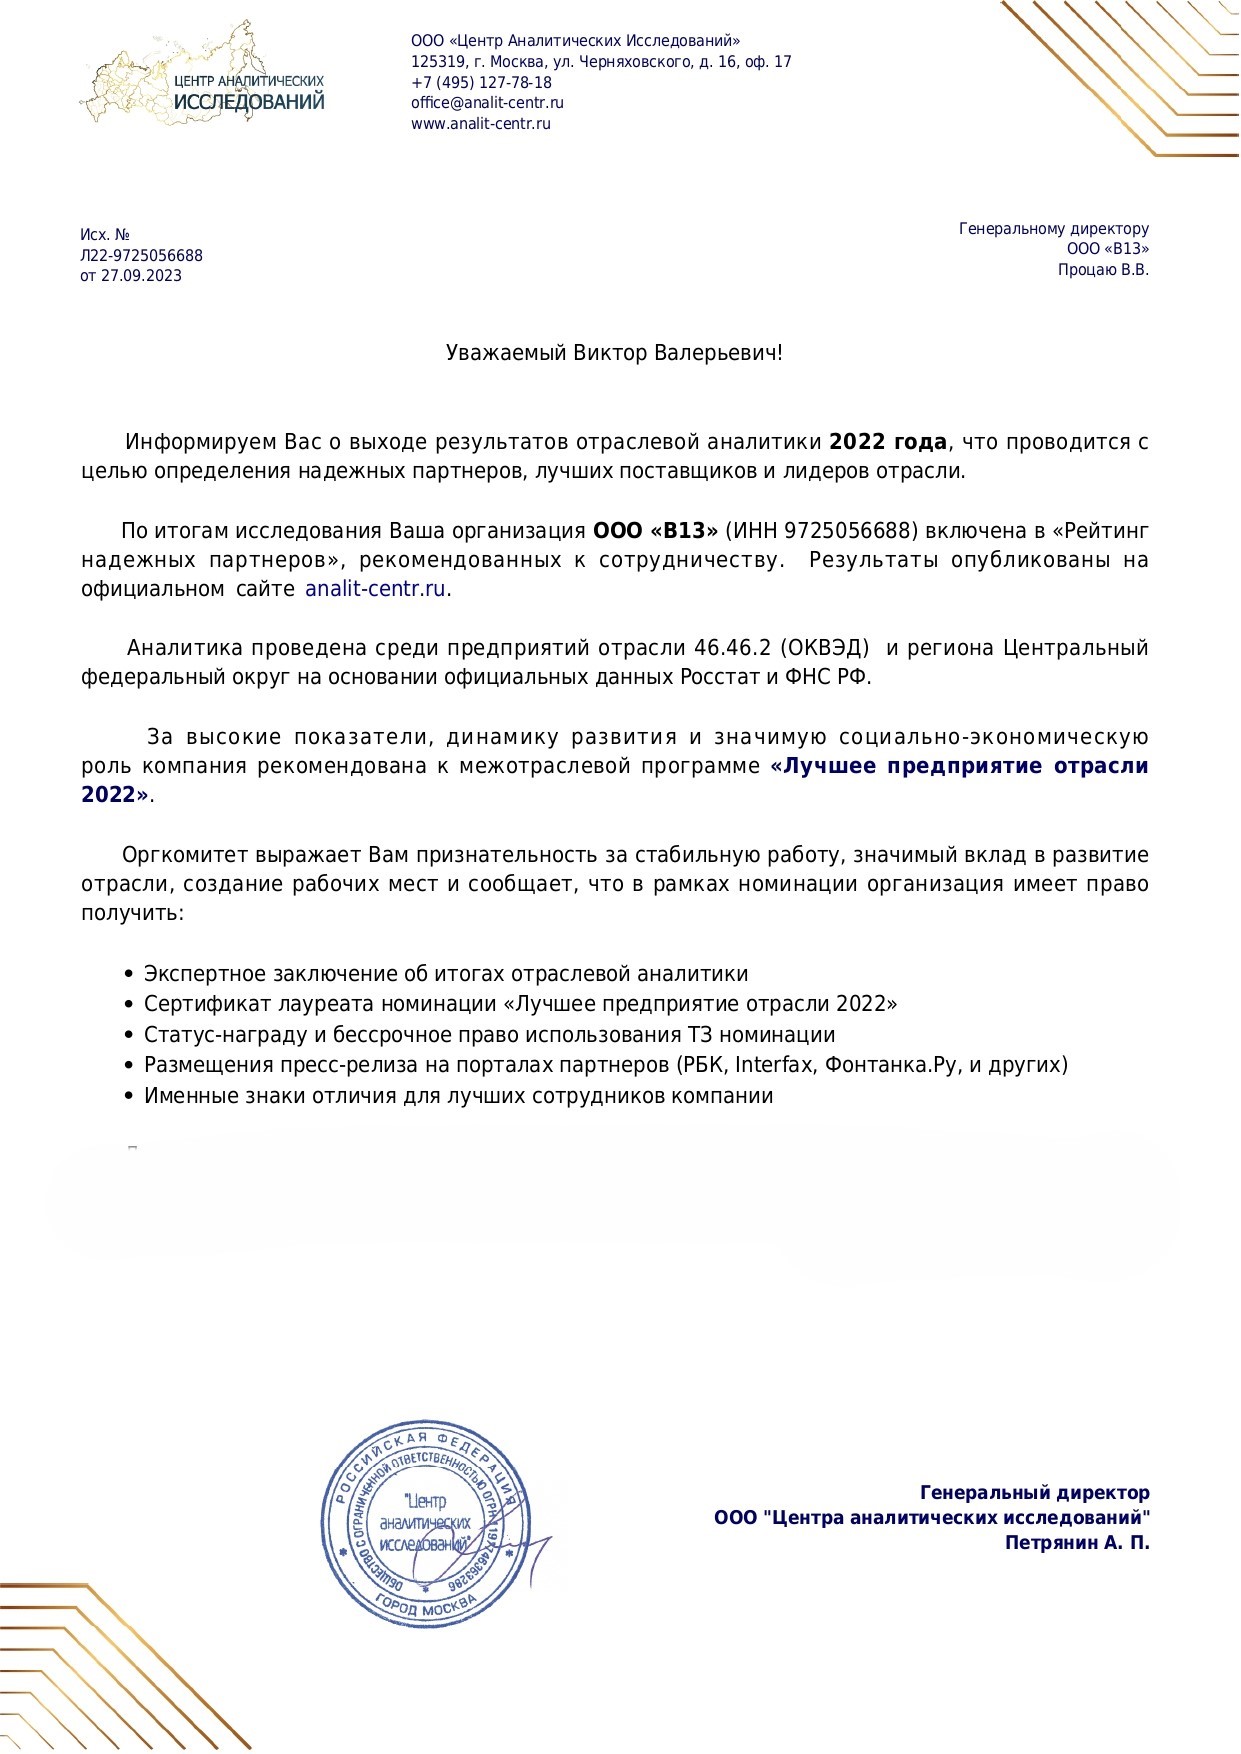 ЦЕНТР АНАЛИТИЧЕСКИХ
ИССЛЕДОВАНИЙ
ООО «Центр Аналитических Исследований»
125319, г. Москва, ул. Черняховского, д. 16, оф. 17
+7 (495) 127-78-18
office@analit-centr.ru
www.analit-centr.ru
Исх. №
Л22-9725056688
от 27.09.2023
Генеральному директору
ООО «В13»
Процаю В.В.
Уважаемый Виктор Валерьевич!
Информируем Вас о выходе результатов отраслевой аналитики 2022 года, что проводится с
целью определения надежных партнеров, лучших поставщиков и лидеров отрасли.
По итогам исследования Ваша организация ООО «В13» (ИНН 9725056688) включена в «Рейтинг
надежных партнеров», рекомендованных к сотрудничеству. Результаты опубликованы на
официальном сайте analit-centr.ru.
Аналитика проведена среди предприятий отрасли 46.46.2 (ОКВЭД) и региона Центральный
федеральный округ на основании официальных данных Росстат и ФНС РФ.
За высокие показатели, динамику развития и значимую социально-экономическую
роль компания рекомендована к межотраслевой программе «Лучшее предприятие отрасли
2022».
Оргкомитет выражает Вам признательность за стабильную работу, значимый вклад в развитие
отрасли, создание рабочих мест и сообщает, что в рамках номинации организация имеет право
получить:
• Экспертное заключение об итогах отраслевой аналитики
• Сертификат лауреата номинации «Лучшее предприятие отрасли 2022»
• Статус-награду и бессрочное право использования ТЗ номинации
• Размещения пресс-релиза на порталах партнеров (РБК, Interfax, Фонтанка.Ру, и других)
• Именные знаки отличия для лучших сотрудников компании
РОССИЙСКАЯ ФЕДЕРАЦИЯ
ОБЩЕСТВО С ОГРАНИ�ченной ОТВЕТСТВЕННОСТЬЮ ОГРН 1197746363286
"Центр
аналитических
исследований"
ГОРОД МОСКВА
Генеральный директор
ООО "Центра аналитических исследований"
Петрянин А. П.